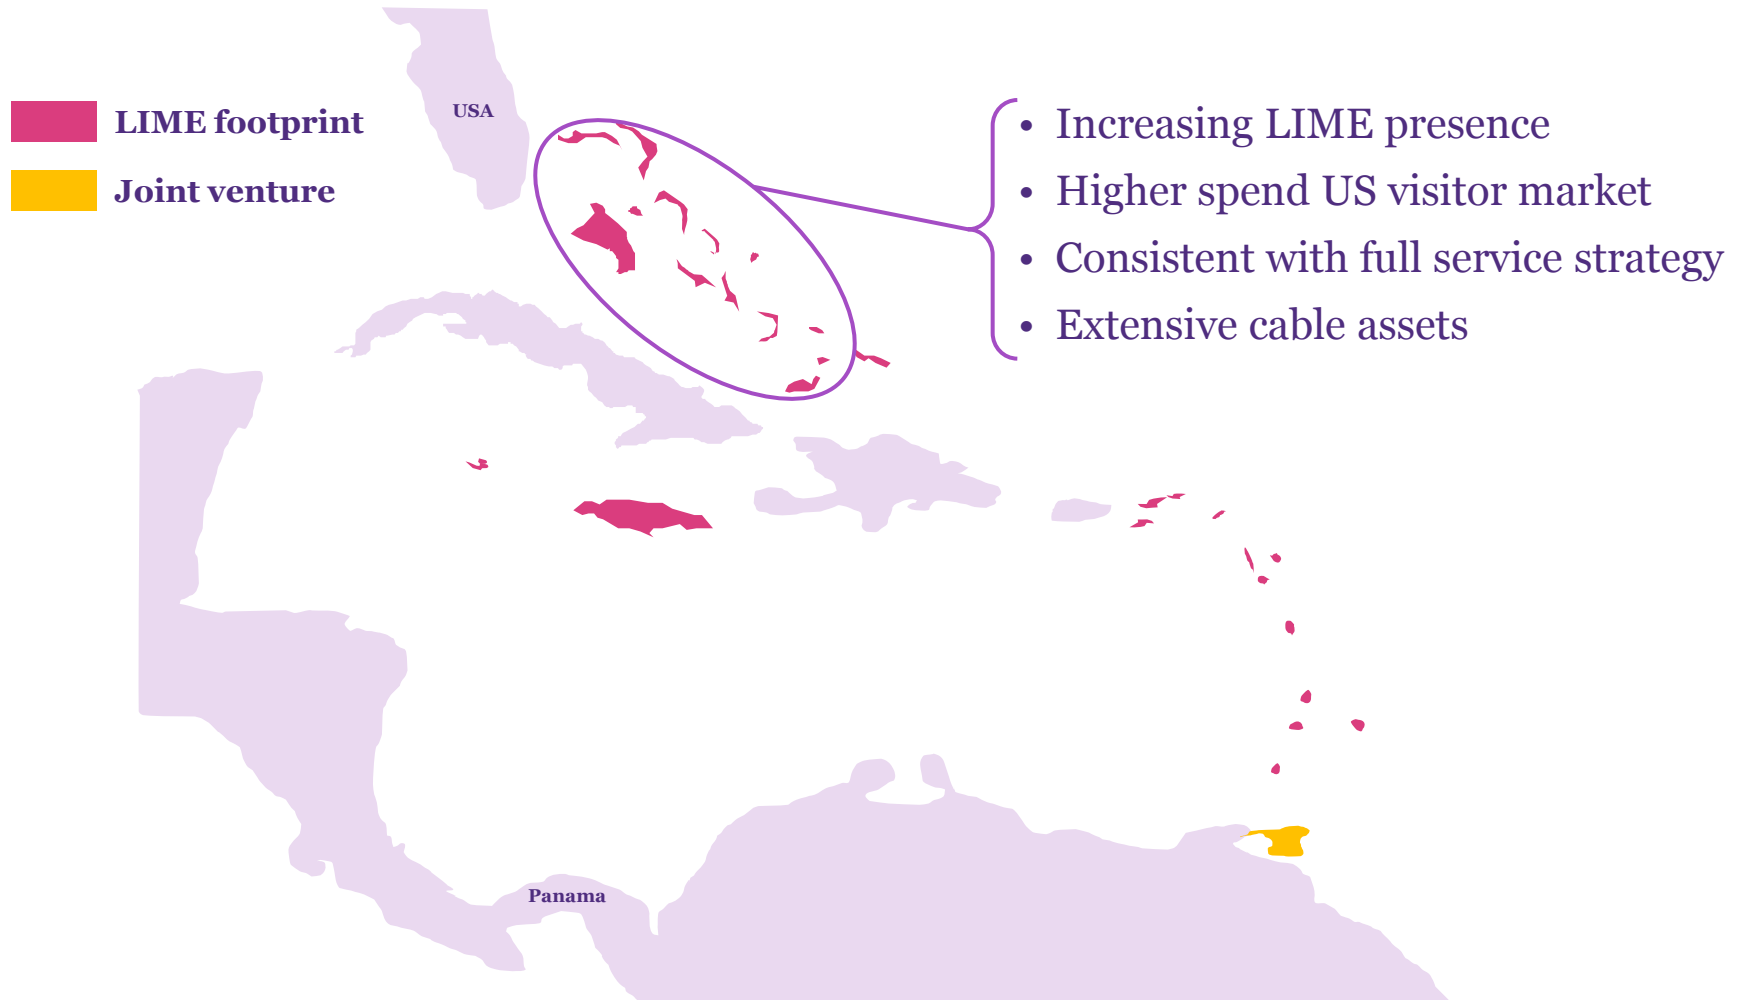 USA
LIME footprint
Joint venture
• Increasing LIME presence
• Higher spend US visitor market
• Consistent with full service strategy
• Extensive cable assets
Panama